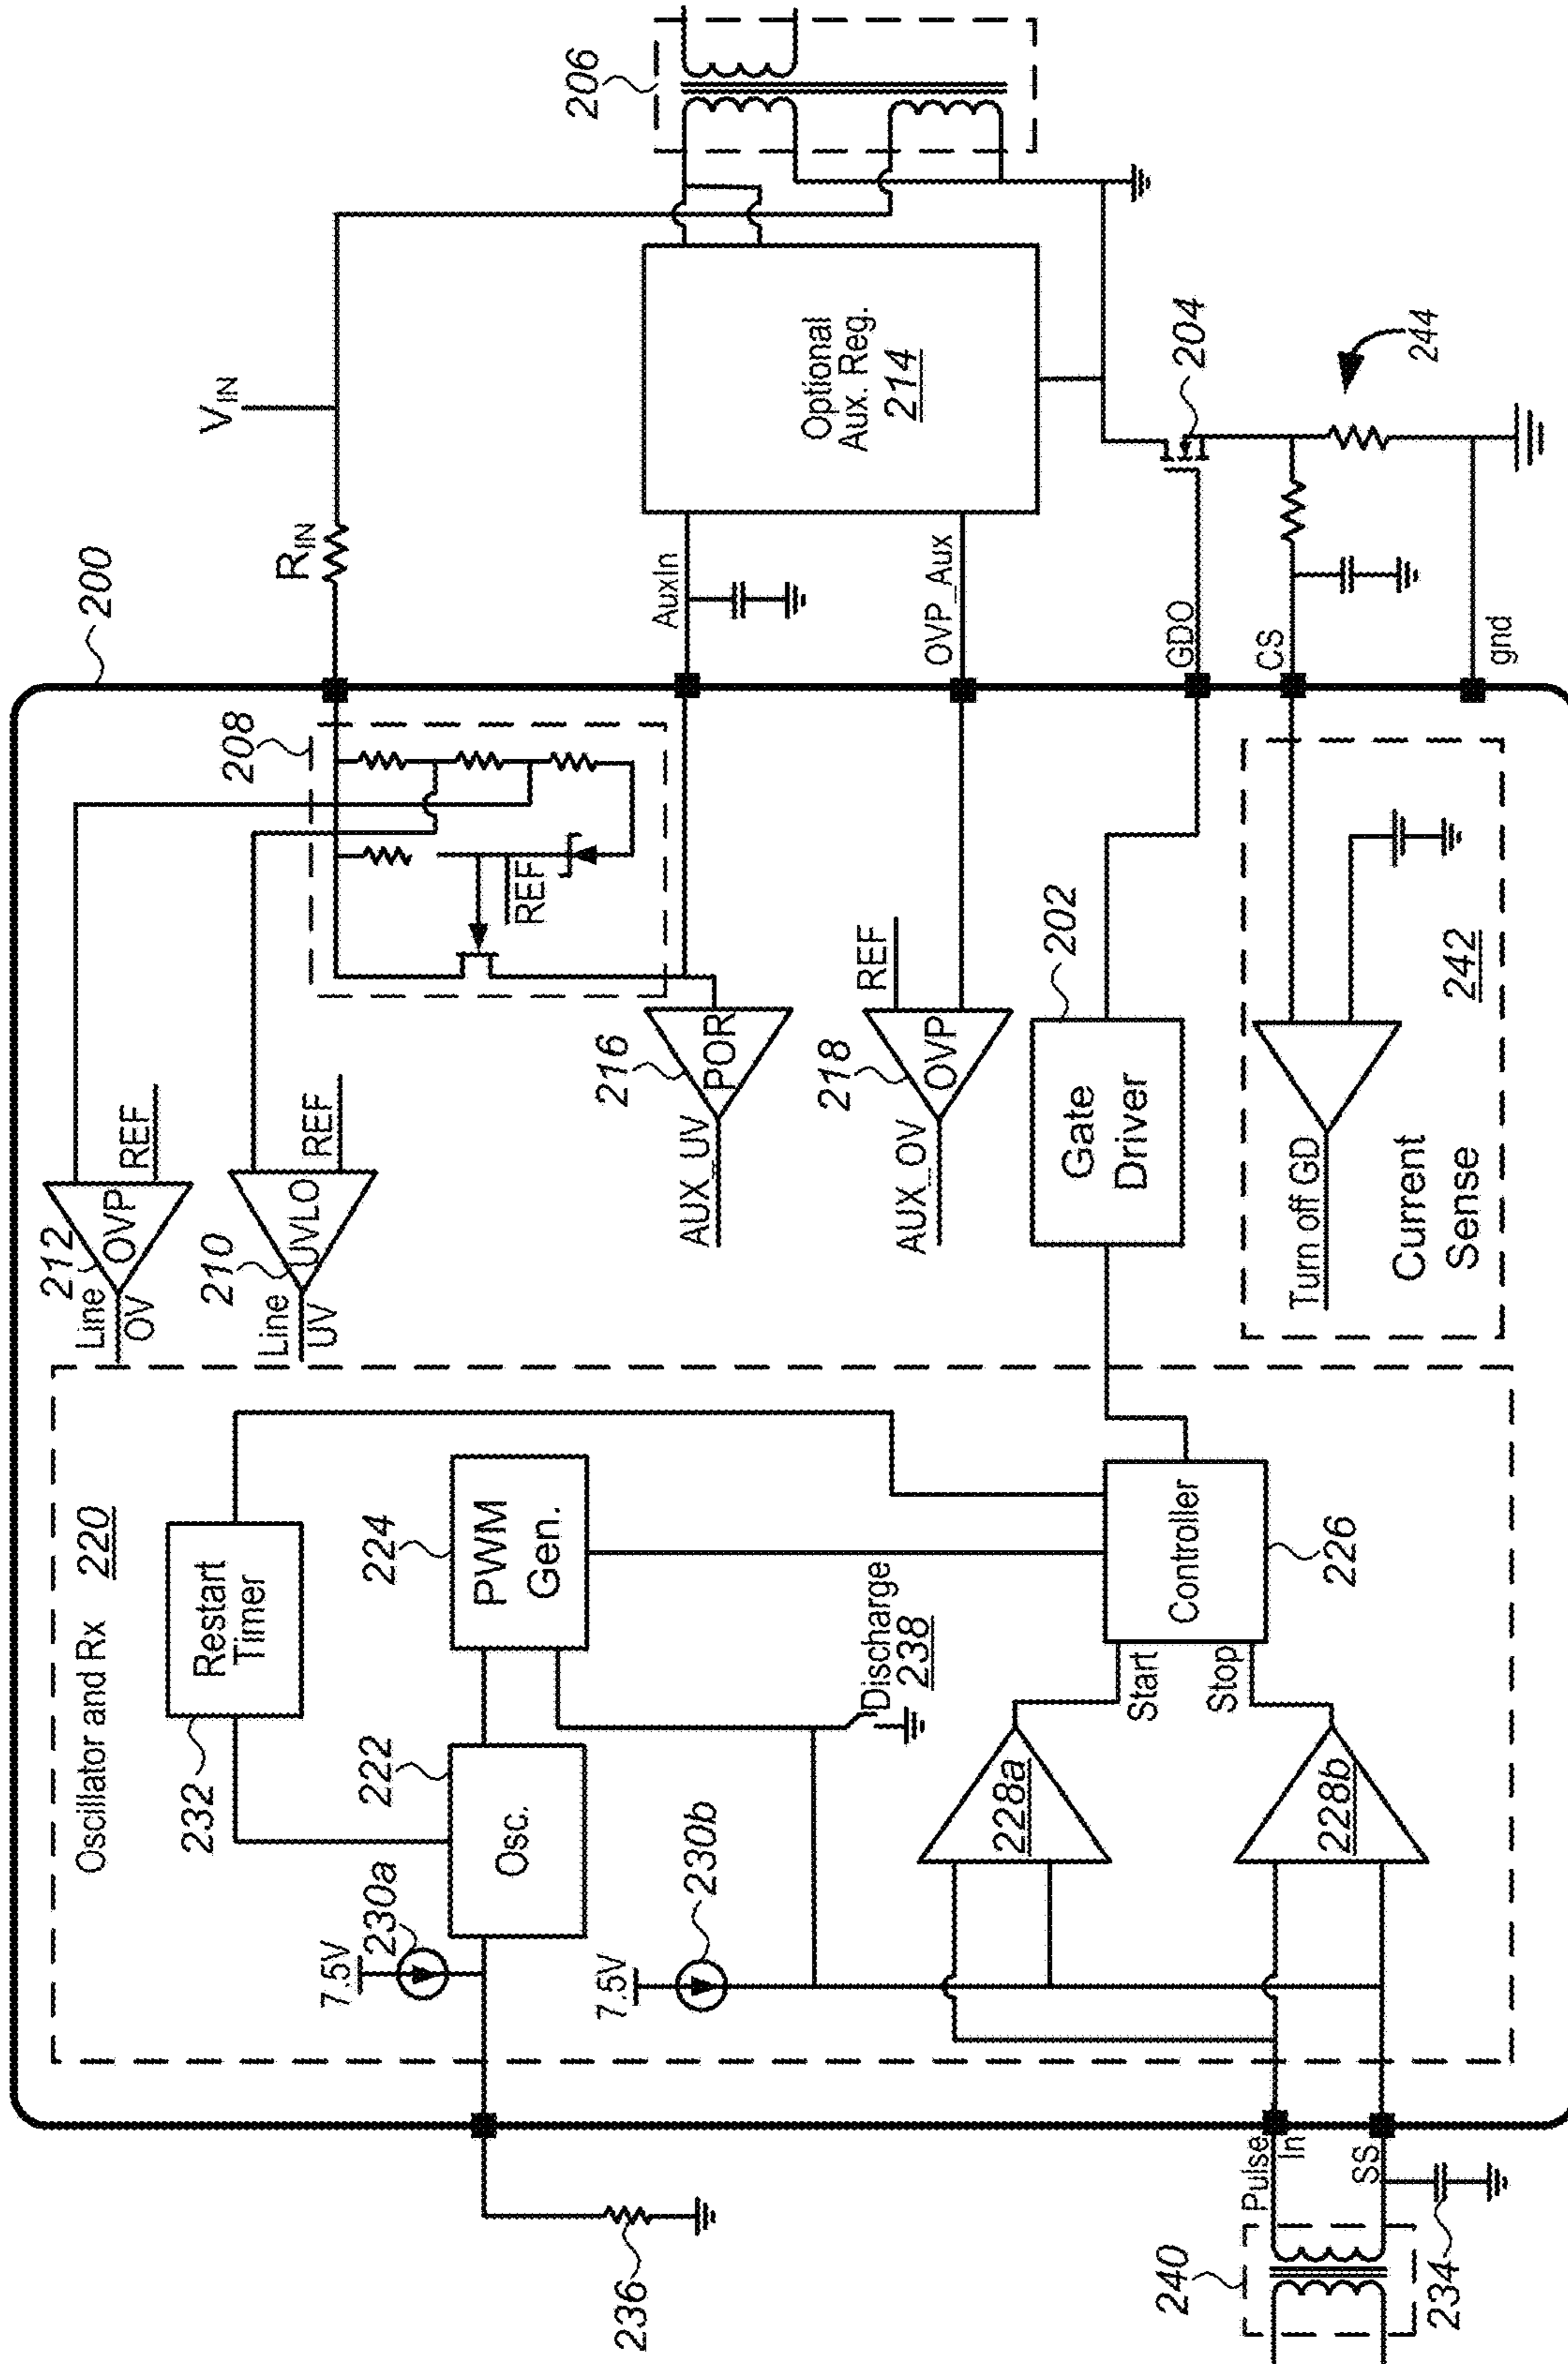 206
V_IN
R_IN
200
Optional
Aux. Reg.
214
204
244
AuxIn
OVP_Aux
GDO
CS
gnd
208
REF
212
OVP
REF
Line
OV
210
UVLO
REF
Line
UV
216
POR
AUX_UV
218
OVP
REF
AUX_OV
202
Gate
Driver
Turn off GD
242
Current
Sense
Oscillator and Rx
220
Restart
Timer
232
224
PWM
Gen.
222
Osc.
7.5V
230a
7.5V
230b
Discharge
238
Controller
226
Start
Stop
228a
228b
Pulse
In
SS
240
234
236